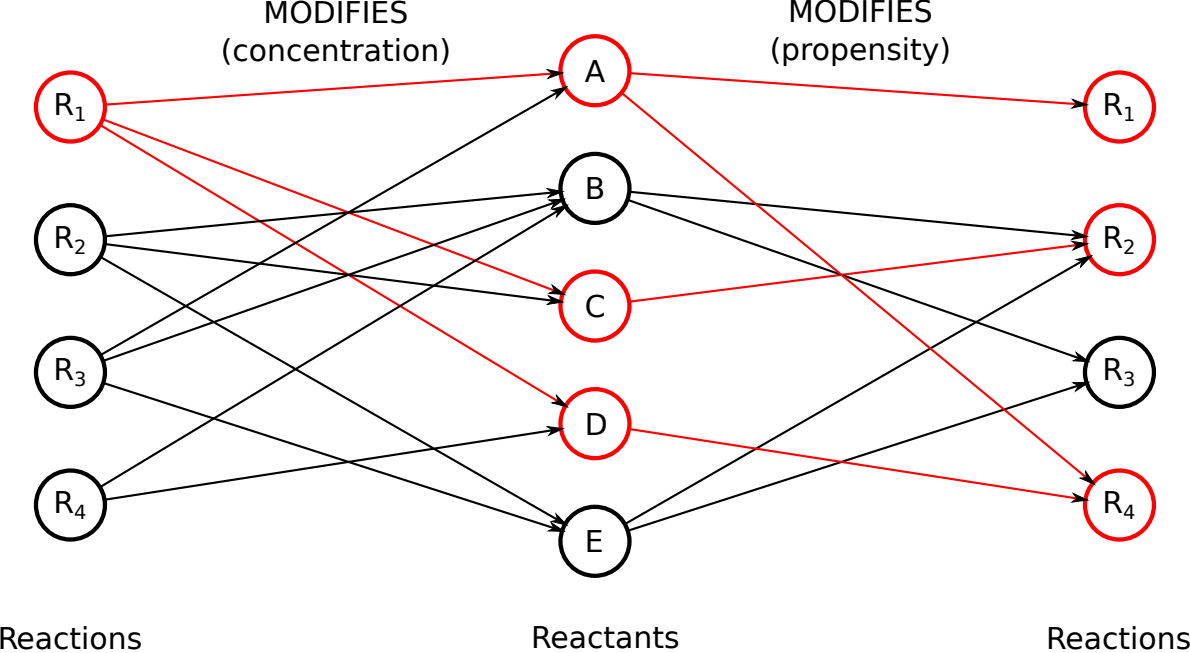 MODIFIES
(concentration)
MODIFIES
(propensity)
R1
R2
R3
R4
A
B
C
D
E
R1
R2
R3
R4
Reactions
Reactants
Reactions